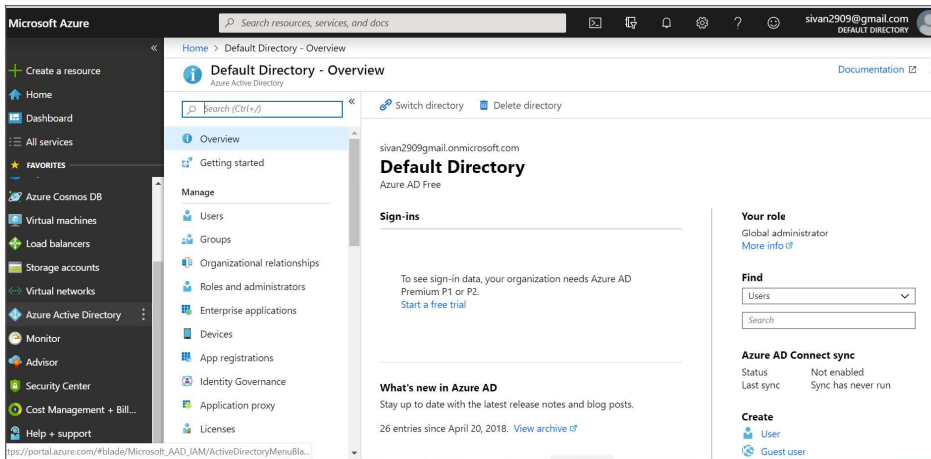 Microsoft Azure
Search resources, services, and docs
sivan2909@gmail.com
DEFAULT DIRECTORY
Create a resource
Home
Dashboard
All services
FAVORITES
Azure Cosmos DB
Virtual machines
Load balancers
Storage accounts
Virtual networks
Azure Active Directory
Monitor
Advisor
Security Center
Cost Management + Bill...
Help + support
tps://portal.azure.com/#blade/Microsoft_AAD_IAM/ActiveDirectoryMenuBla...
Home > Default Directory - Overview
Default Directory - Overview
Azure Active Directory
Documentation
Search (Ctrl+/)
Overview
Getting started
Manage
Users
Groups
Organizational relationships
Roles and administrators
Enterprise applications
Devices
App registrations
Identity Governance
Application proxy
Licenses
Switch directory Delete directory
sivan2909gmail.onmicrosoft.com
Default Directory
Azure AD Free
Sign-ins
To see sign-in data, your organization needs Azure AD
Premium P1 or P2.
Start a free trial
What's new in Azure AD
Stay up to date with the latest release notes and blog posts.
26 entries since April 20, 2018. View archive
Your role
Global administrator
More info
Find
Users
Search
Azure AD Connect sync
Status Not enabled
Last sync Sync has never run
Create
User
Guest user